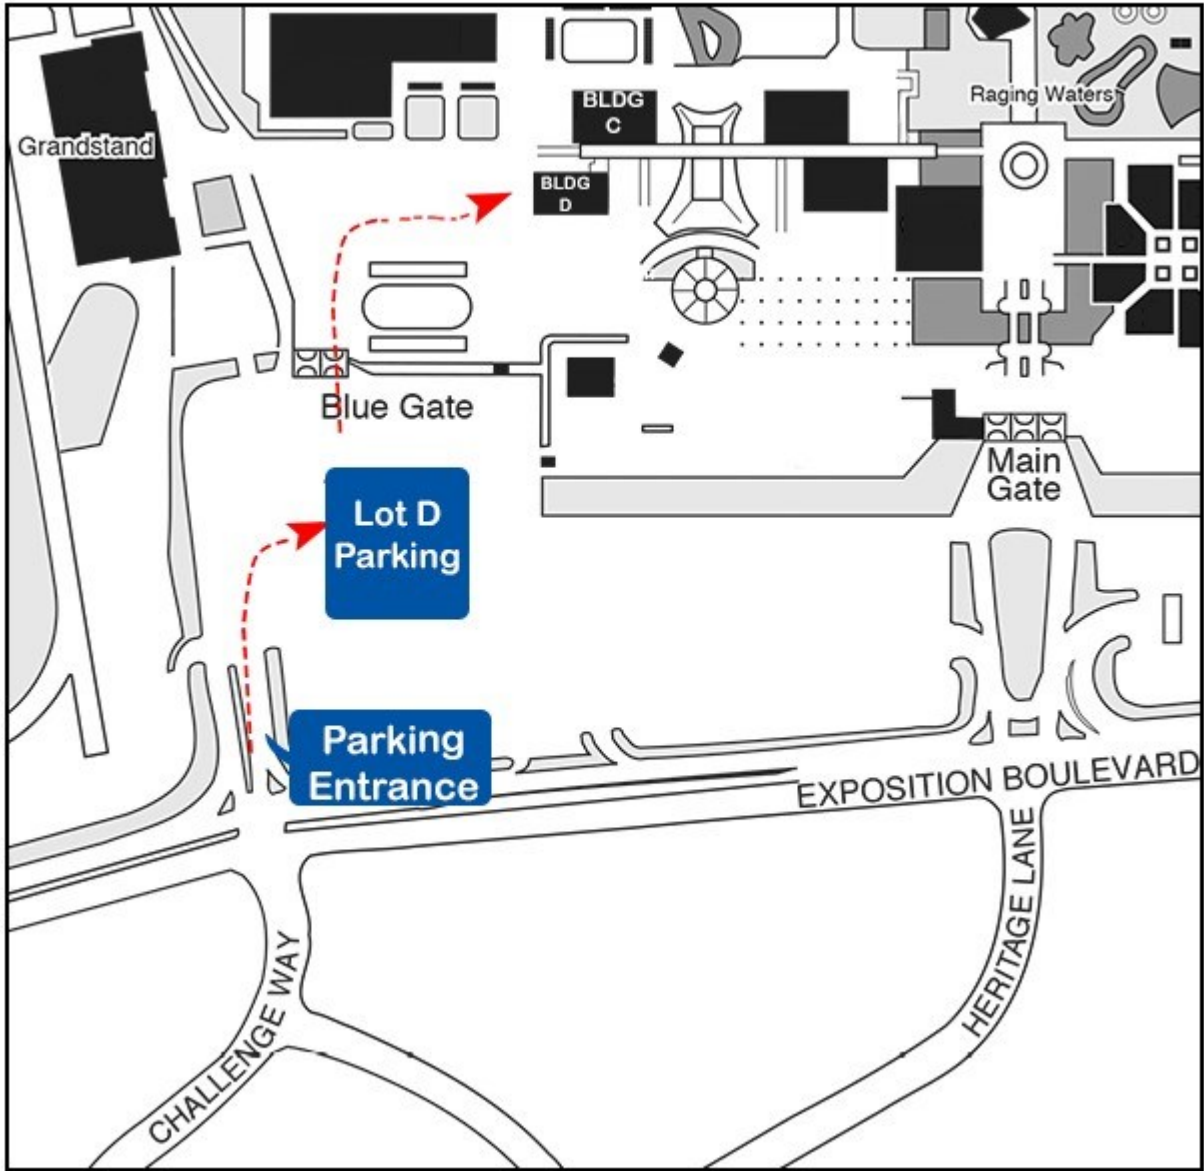 BLDG
C
Raging Waters
Grandstand
BLDG
D
Blue Gate
Main
Gate
Lot D
Parking
Parking
Entrance
EXPOSITION BOULEVARD
HERITAGE LANE
CHALLENGE WAY